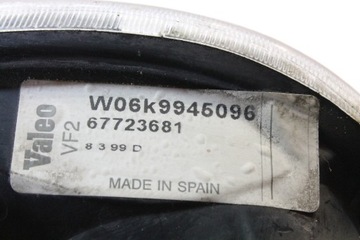 Valeo
VF2
W06k9945096
67723681
8 3 99 D
MADE IN SPAIN